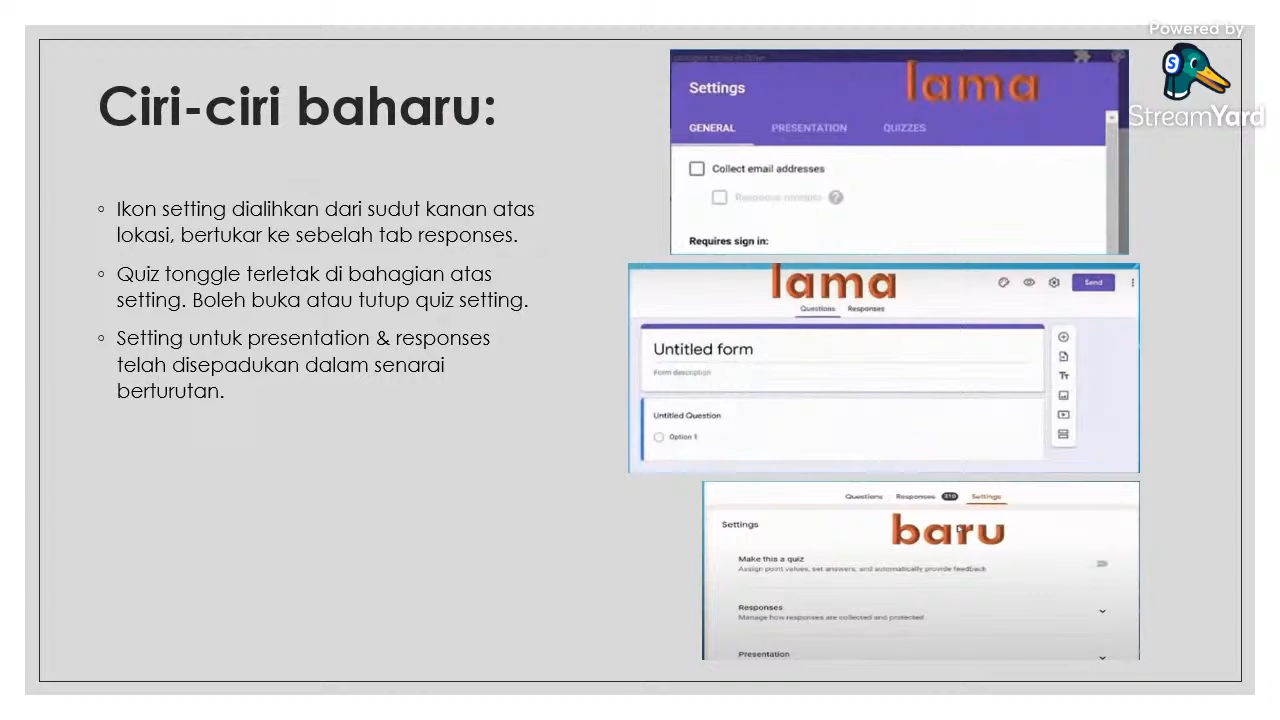 Powered by
StreamYard
Ciri-ciri baharu:
◦ Ikon setting dialihkan dari sudut kanan atas
lokasi, bertukar ke sebelah tab responses.
◦ Quiz tonggle terletak di bahagian atas
setting. Boleh buka atau tutup quiz setting.
◦ Setting untuk presentation & responses
telah disepadukan dalam senarai
berturutan.
lama
Settings
GENERAL PRESENTATION QUIZZES
Collect email addresses
Requires sign in:
lama
Send
Questions Responses
Untitled form
Form description
Untitled Question
Option 1
Questions Responses 310 Settings
Settings
baru
Make this a quiz
Assign point values, set answers, and automatically provide feedback
Responses
Manage how responses are collected and protected
Presentation